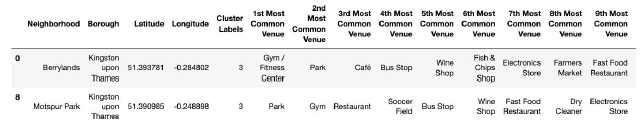 Neighborhood Borough Latitude Longitude Cluster Labels 1st Most Common Venue 2nd Most Common Venue 3rd Most Common Venue 4th Most Common Venue 5th Most Common Venue 6th Most Common Venue 7th Most Common Venue 8th Most Common Venue 9th Most Common Venue
0 Berrylands Kingston upon Thames 51.393781 -0.284802 3 Gym / Fitness Center Park Café Bus Stop Wine Shop Fish & Chips Shop Electronics Store Farmers Market Fast Food Restaurant
8 Motspur Park Kingston upon Thames 51.390985 -0.248898 3 Park Gym Restaurant Soccer Field Bus Stop Wine Shop Fast Food Restaurant Dry Cleaner Electronics Store